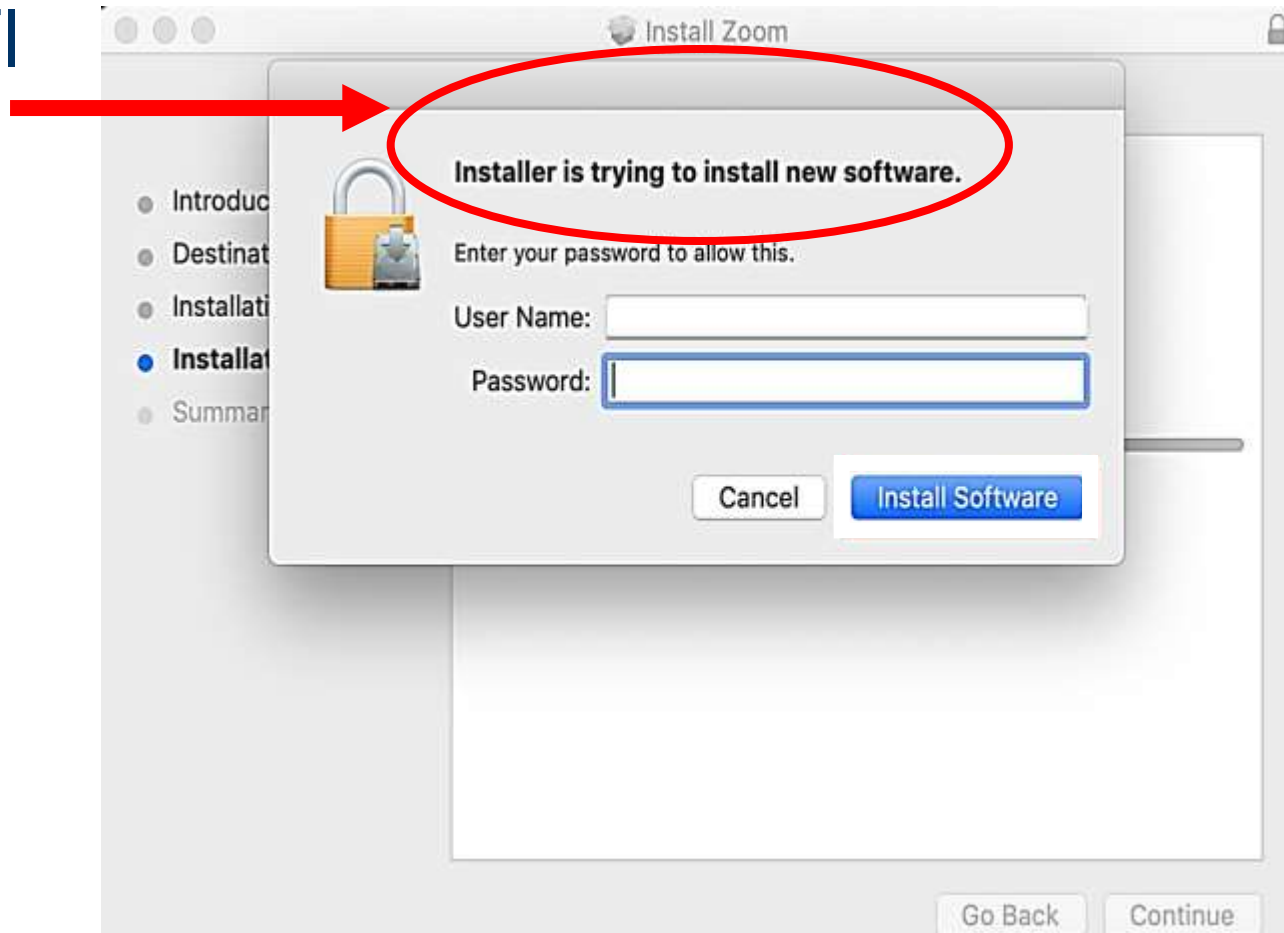 Install Zoom
Installer is trying to install new software.
Enter your password to allow this.
User Name:
Password:
Cancel Install Software
Introduc
Destinat
Installati
Installat
Summar
Go Back Continue